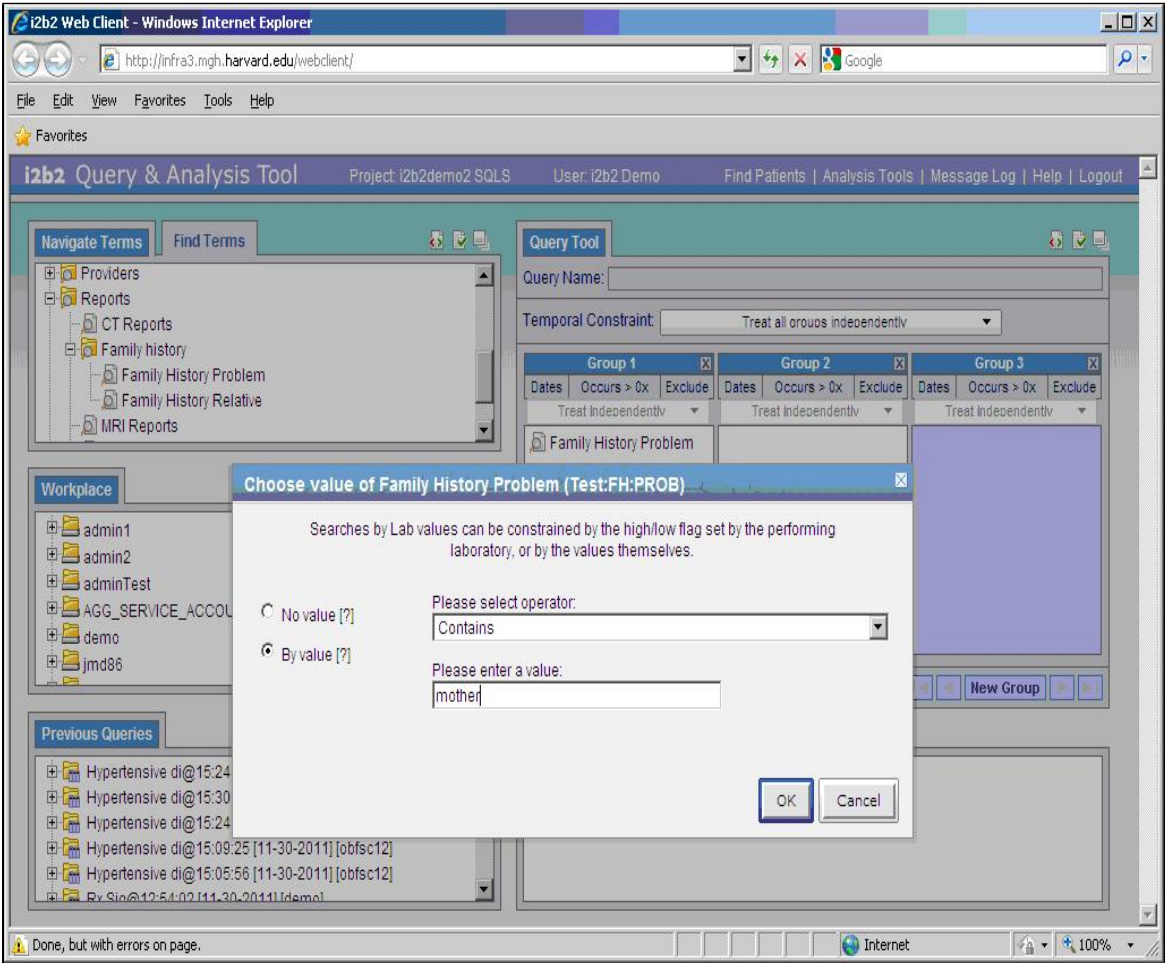 i2b2 Web Client - Windows Internet Explorer
http://infra3.mgh.harvard.edu/webclient/
Google
File Edit View Favorites Tools Help
Favorites
i2b2 Query & Analysis Tool Project: i2b2demo2 SQLS User: i2b2 Demo Find Patients | Analysis Tools | Message Log | Help | Logout
Navigate Terms Find Terms
Providers
Reports
CT Reports
Family history
Family History Problem
Family History Relative
MRI Reports
Query Tool
Query Name:
Temporal Constraint: Treat all groups independently
Group 1 Group 2 Group 3
Dates Occurs > 0x Exclude Dates Occurs > 0x Exclude Dates Occurs > 0x Exclude
Treat Independently Treat Independently Treat Independently
Family History Problem
Workplace
admin1
admin2
adminTest
AGG_SERVICE_ACCOU
demo
jmd86
Choose value of Family History Problem (Test:FH:PROB)
Searches by Lab values can be constrained by the high/low flag set by the performing
laboratory, or by the values themselves.
No value [?]
By value [?]
Please select operator:
Contains
Please enter a value:
mother
OK Cancel
New Group
Previous Queries
Hypertensive di@15:24
Hypertensive di@15:30
Hypertensive di@15:24
Hypertensive di@15:09:25 [11-30-2011] [obfsc12]
Hypertensive di@15:05:56 [11-30-2011] [obfsc12]
Rx Sig@12:54:02 [11-30-2011] [demo]
Done, but with errors on page. Internet 100%